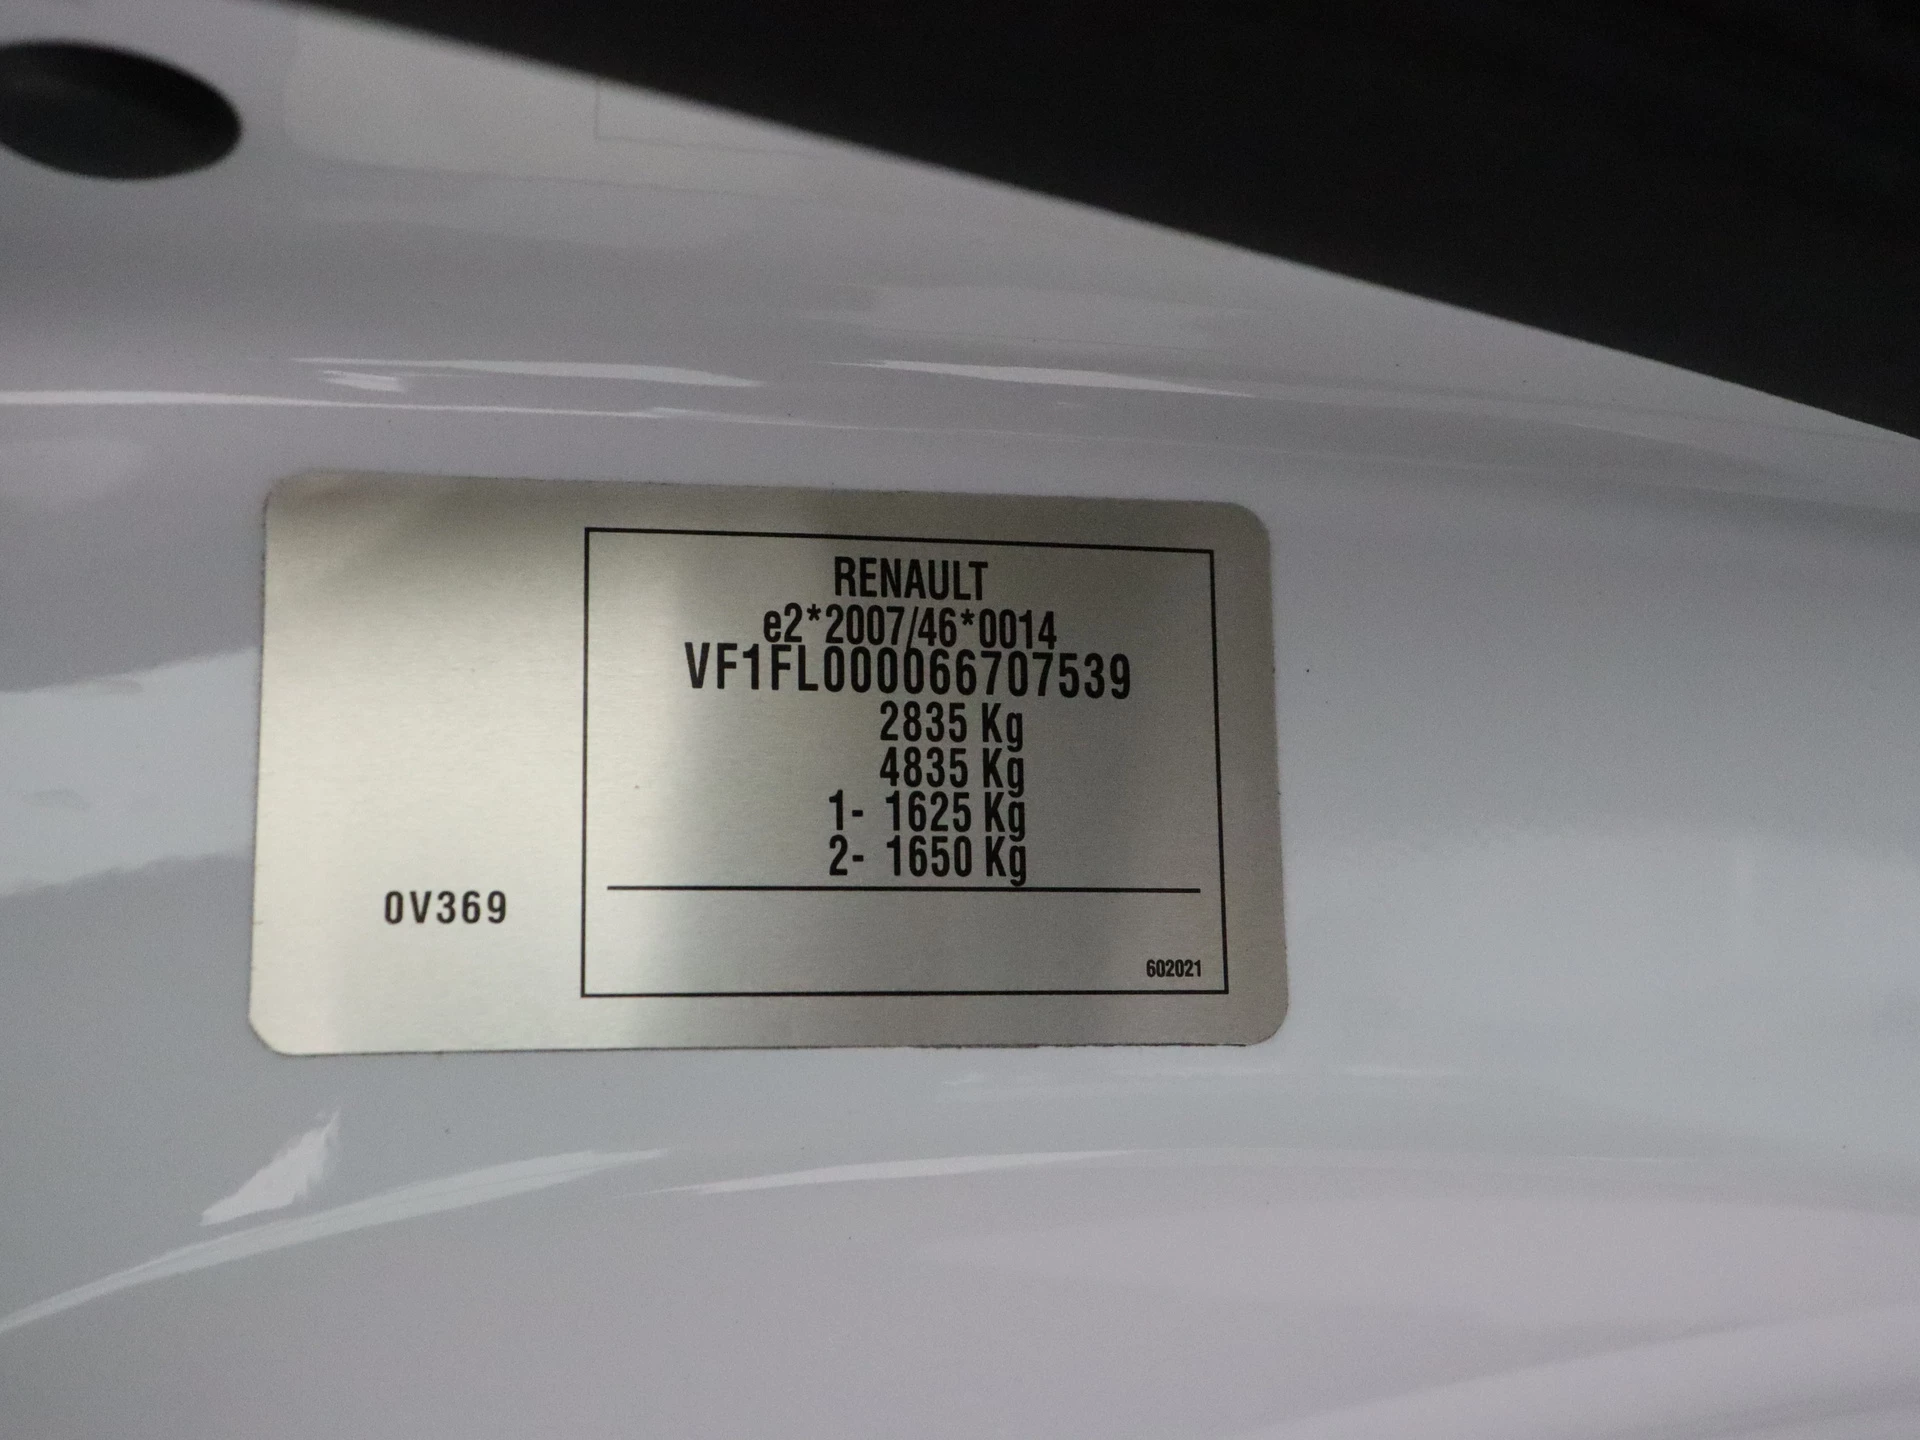 RENAULT
e2*2007/46*0014
VF1FL000066707539
2835 Kg
4835 Kg
1- 1625 Kg
2- 1650 Kg
0V369
602021